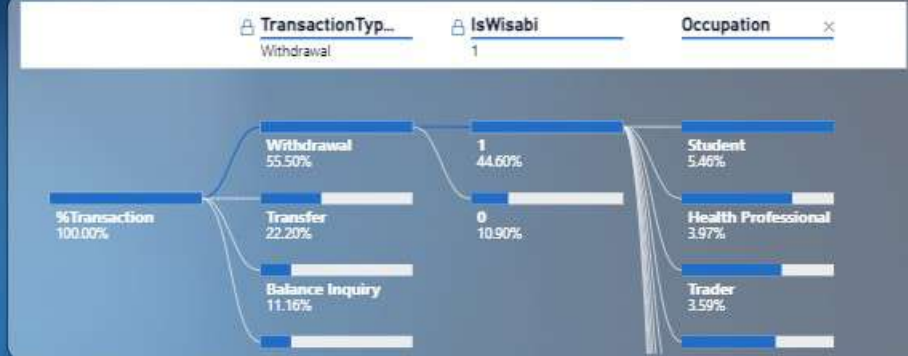 TransactionTyp...
Withdrawal
IsWisabi
1
Occupation
%Transaction
100.00%
Withdrawal
55.50%
Transfer
22.20%
Balance Inquiry
11.16%
1
44.60%
0
10.90%
Student
5.46%
Health Professional
3.97%
Trader
3.59%